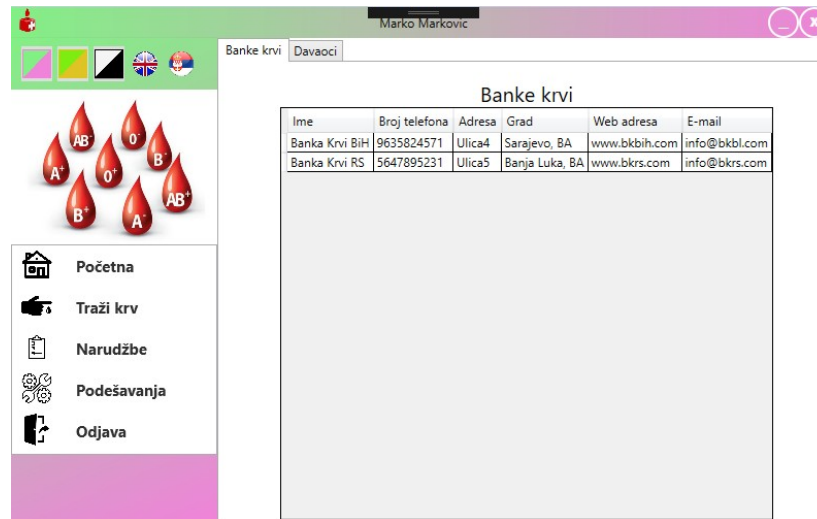 Marko Markovic
Banke krvi Davaoci
AB⁻ 0⁻
A⁺ 0⁺ B⁻
B⁺ A⁻ AB⁺
Početna
Traži krv
Narudžbe
Podešavanja
Odjava
Banke krvi
Ime Broj telefona Adresa Grad Web adresa E-mail
Banka Krvi BiH 9635824571 Ulica4 Sarajevo, BA www.bkbih.com info@bkbl.com
Banka Krvi RS 5647895231 Ulica5 Banja Luka, BA www.bkrs.com info@bkrs.com